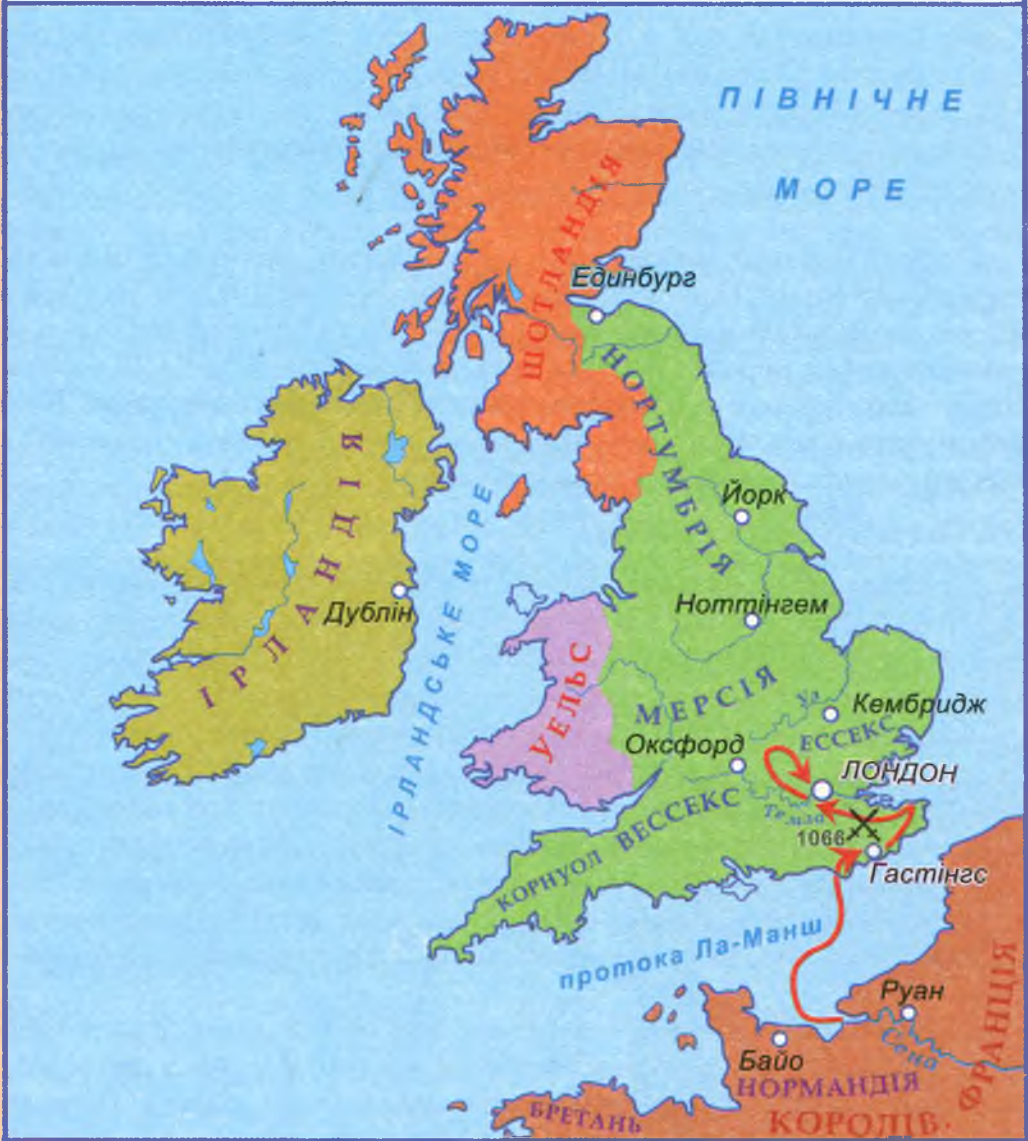 ПІВНІЧНЕ
МОРЕ
ШОТЛАНДІЯ
Единбург
НОРТУМБРІЯ
ІРЛАНДІЯ
Дублін
ІРЛАНДСЬКЕ МОРЕ
Йорк
Ноттінгем
УЕЛЬС
МЕРСІЯ
Уз
Кембридж
ЕССЕКС
Оксфорд
ЛОНДОН
ВЕССЕКС
Темза
1066
КОРНУОЛ
Гастінгс
протока Ла-Манш
Руан
Сена
Байо
НОРМАНДІЯ
БРЕТАНЬ
КОРОЛІВ.
ФРАНЦІЯ